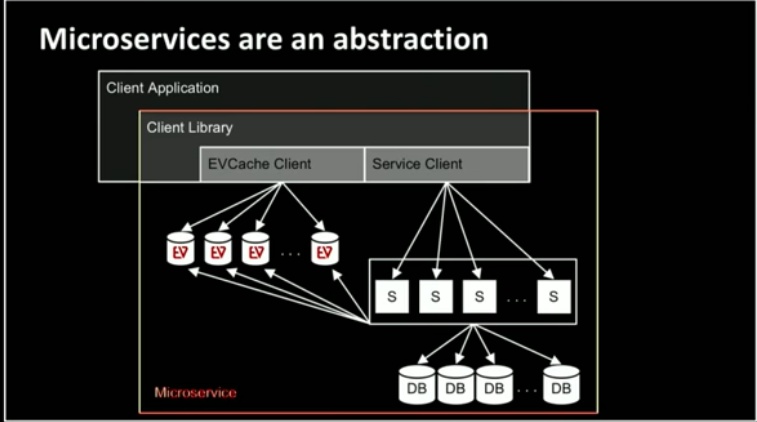 Microservices are an abstraction
Client Application
Client Library
EVCache Client
Service Client
EV EV EV ... EV
S S S ... S
DB DB DB ... DB
Microservice